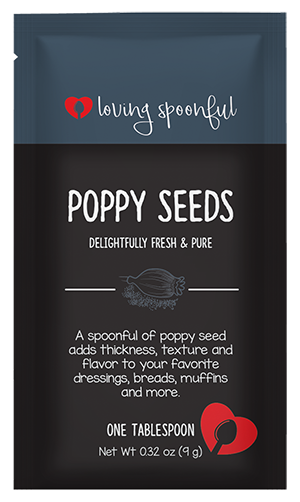 loving spoonful
POPPY SEEDS
DELIGHTFULLY FRESH & PURE
A spoonful of poppy seed
adds thickness, texture and
flavor to your favorite
dressings, breads, muffins
and more.
ONE TABLESPOON
Net Wt 0.32 oz (9 g)